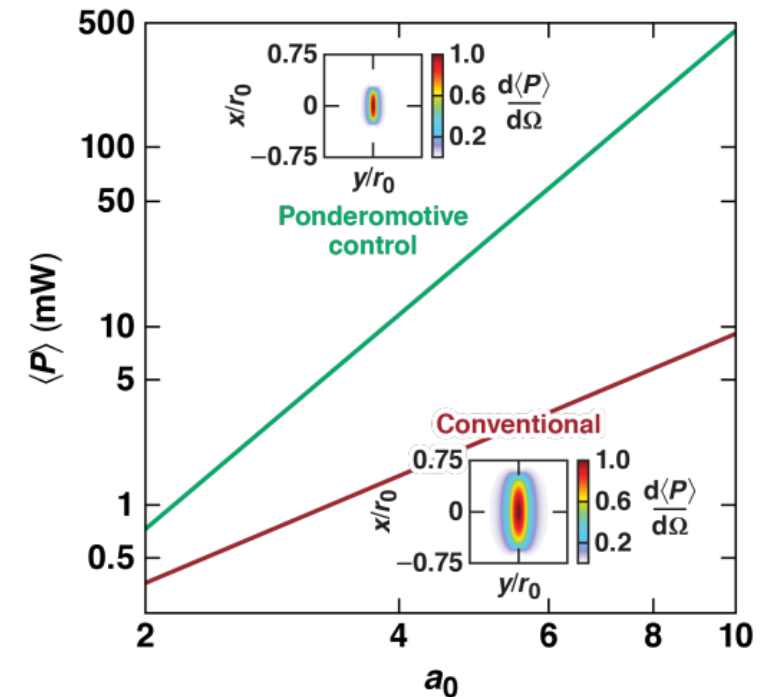 500
100
50
10
5
1
0.5
⟨P⟩ (mW)
2
4
6
8
10
a0
0.75
0
−0.75
x/r0
y/r0
1.0
0.6
0.2
d⟨P⟩
dΩ
Ponderomotive
control
Conventional
0.75
0
−0.75
x/r0
y/r0
1.0
0.6
0.2
d⟨P⟩
dΩ